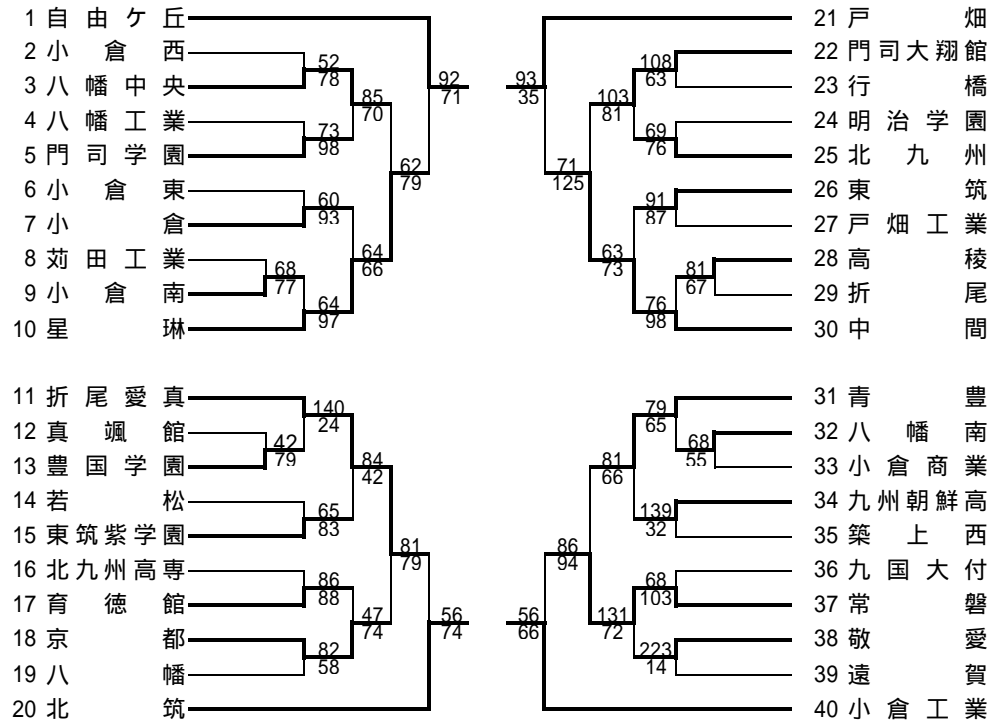 1 自由ケ丘
2 小倉西
3 八幡中央
4 八幡工業
5 門司学園
6 小倉東
7 小倉
8 苅田工業
9 小倉南
10 星琳
52
78
73
98
60
93
68
77
64
97
85
70
64
66
62
79
92
71
11 折尾愛真
12 真颯館
13 豊国学園
14 若松
15 東筑紫学園
16 北九州高専
17 育徳館
18 京都
19 八幡
20 北筑
140
24
42
79
65
83
86
88
82
58
84
42
47
74
81
79
56
74
21 戸畑
22 門司大翔館
23 行橋
24 明治学園
25 北九州
26 東筑
27 戸畑工業
28 高稜
29 折尾
30 中間
93
35
108
63
103
81
69
76
71
125
91
87
63
73
81
67
76
98
31 青豊
32 八幡南
33 小倉商業
34 九州朝鮮高
35 築上西
36 九国大付
37 常磐
38 敬愛
39 遠賀
40 小倉工業
79
65
68
55
81
66
139
32
86
94
68
103
131
72
223
14
56
66